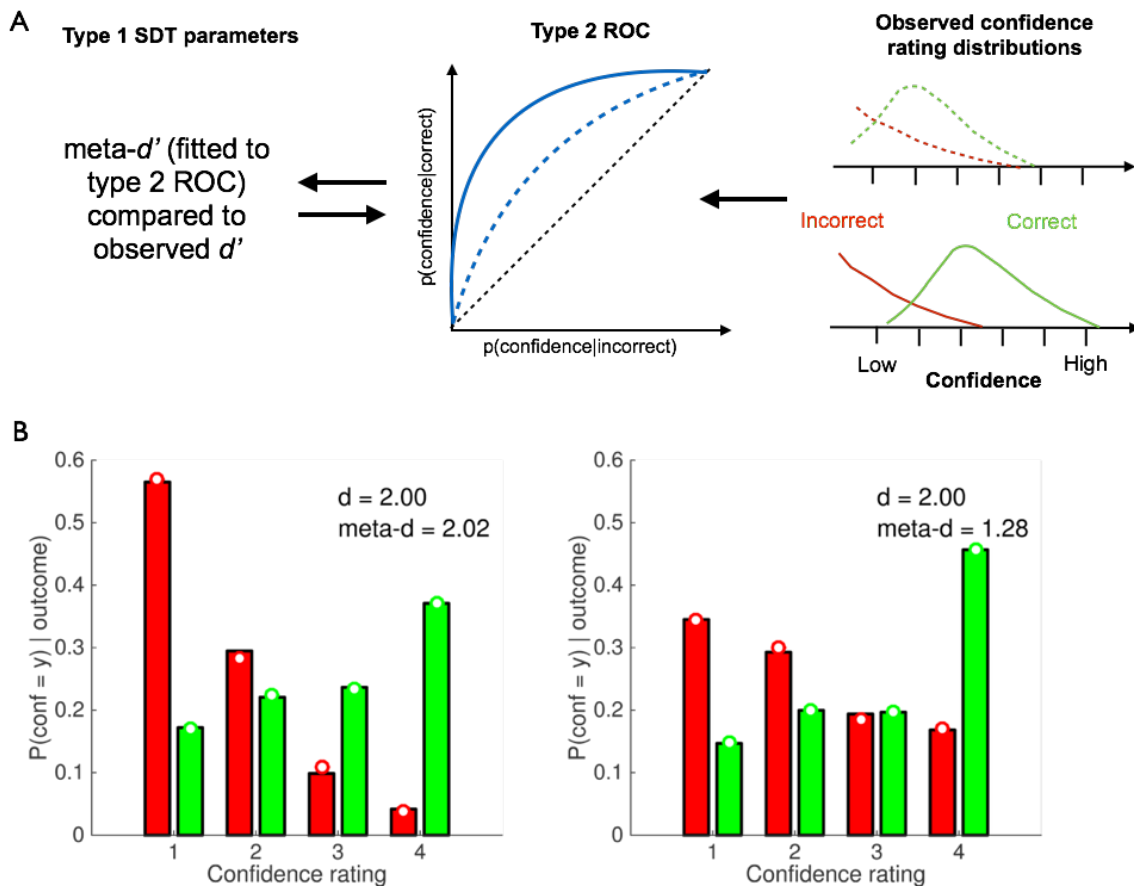 A
Type 1 SDT parameters
Type 2 ROC
Observed confidence
rating distributions
meta-d' (fitted to
type 2 ROC)
compared to
observed d'
p(confidence|correct)
p(confidence|incorrect)
Incorrect
Correct
Low
High
Confidence
B
P(conf = y) | outcome
0.6
0.5
0.4
0.3
0.2
0.1
0
d = 2.00
meta-d = 2.02
1
2
3
4
Confidence rating
P(conf = y) | outcome
0.6
0.5
0.4
0.3
0.2
0.1
0
d = 2.00
meta-d = 1.28
1
2
3
4
Confidence rating